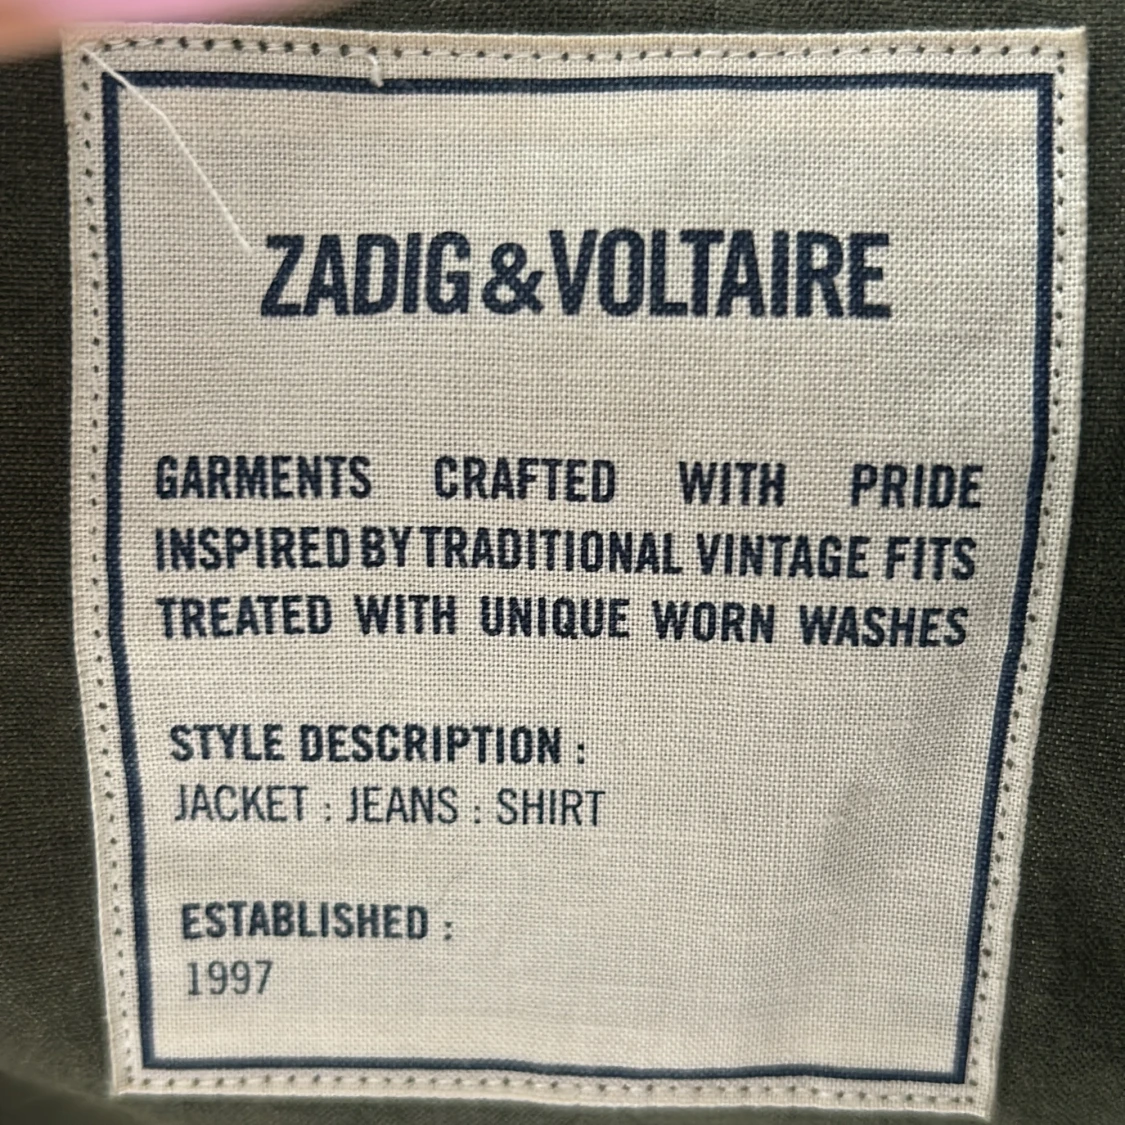 ZADIG&VOLTAIRE
GARMENTS CRAFTED WITH PRIDE
INSPIRED BY TRADITIONAL VINTAGE FITS
TREATED WITH UNIQUE WORN WASHES
STYLE DESCRIPTION :
JACKET : JEANS : SHIRT
ESTABLISHED :
1997